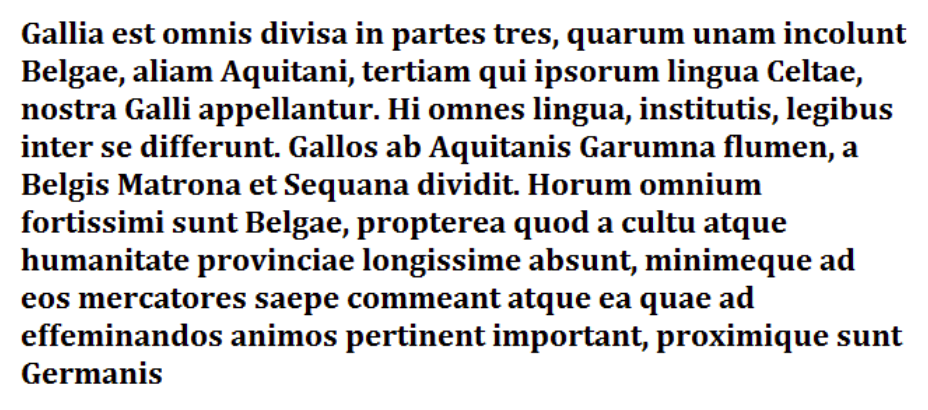 Gallia est omnis divisa in partes tres, quarum unam incolunt
Belgae, aliam Aquitani, tertiam qui ipsorum lingua Celtae,
nostra Galli appellantur. Hi omnes lingua, institutis, legibus
inter se differunt. Gallos ab Aquitanis Garumna flumen, a
Belgis Matrona et Sequana dividit. Horum omnium
fortissimi sunt Belgae, propterea quod a cultu atque
humanitate provinciae longissime absunt, minimeque ad
eos mercatores saepe commeant atque ea quae ad
effeminandos animos pertinent important, proximique sunt
Germanis